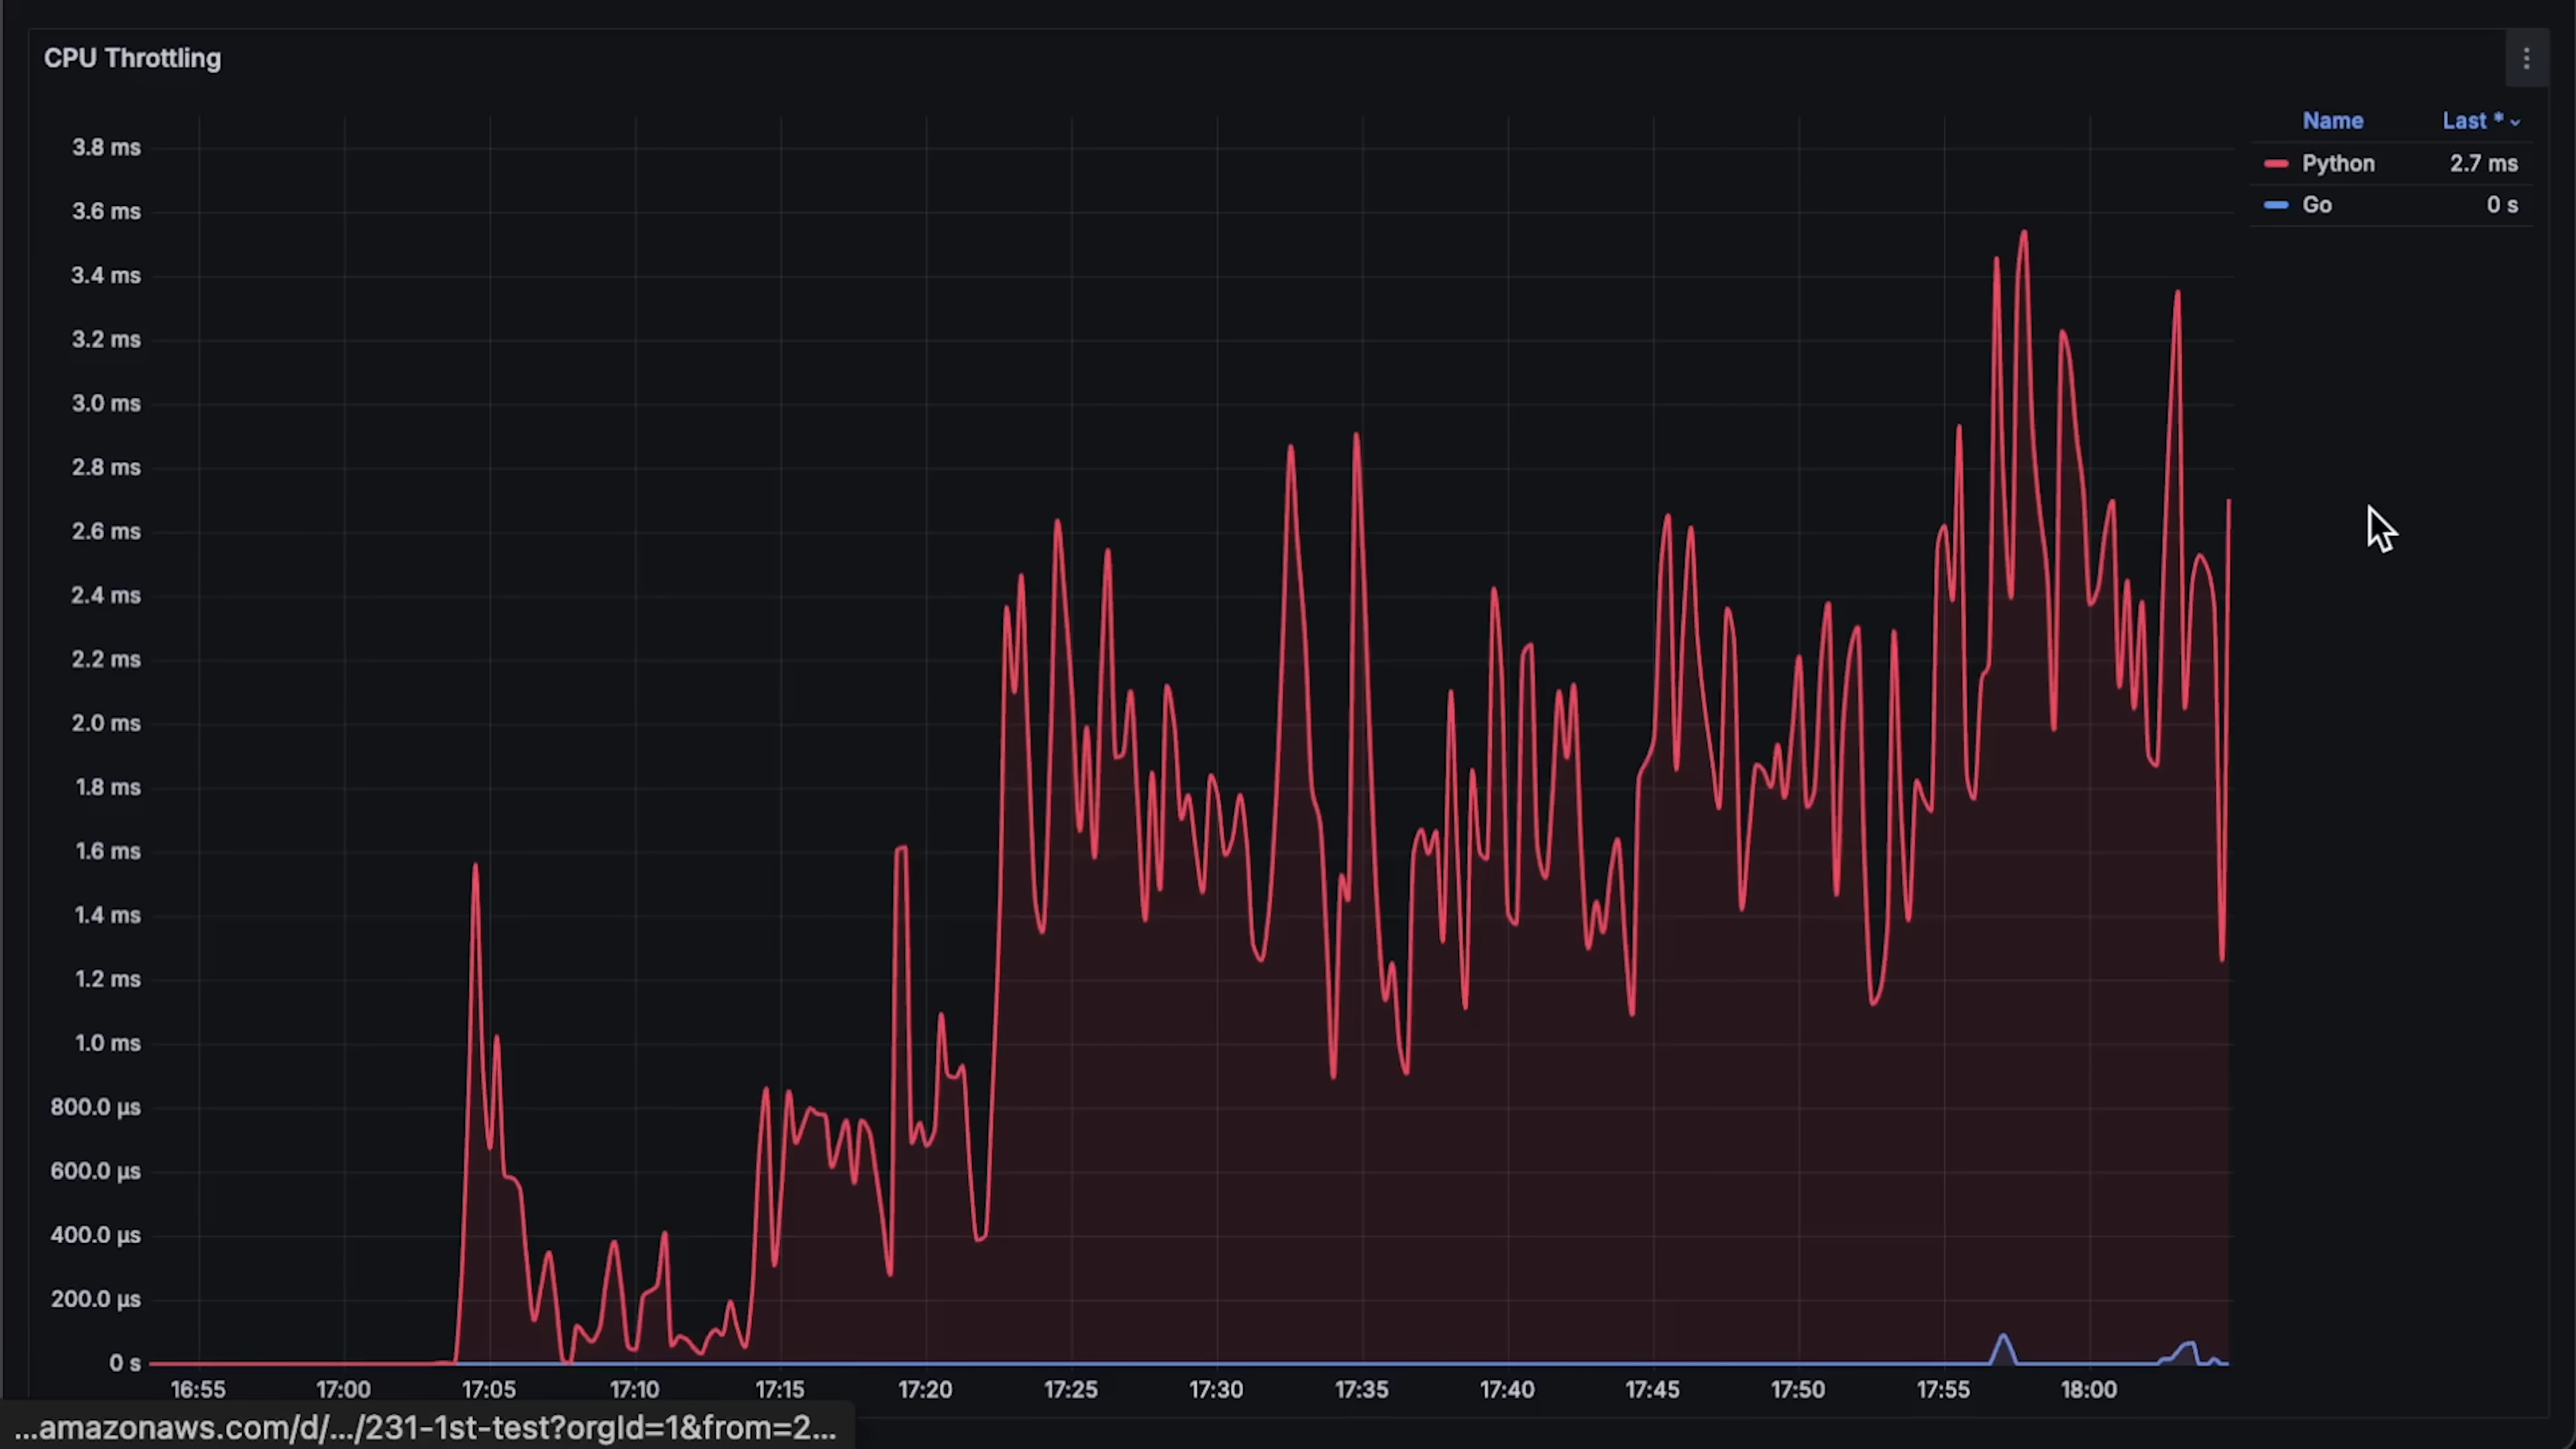 CPU Throttling
Name Last *
Python 2.7 ms
Go 0 s
3.8 ms
3.6 ms
3.4 ms
3.2 ms
3.0 ms
2.8 ms
2.6 ms
2.4 ms
2.2 ms
2.0 ms
1.8 ms
1.6 ms
1.4 ms
1.2 ms
1.0 ms
800.0 µs
600.0 µs
400.0 µs
200.0 µs
0 s
16:55 17:00 17:05 17:10 17:15 17:20 17:25 17:30 17:35 17:40 17:45 17:50 17:55 18:00
...amazonaws.com/d/.../231-1st-test?orgId=1&from=2...